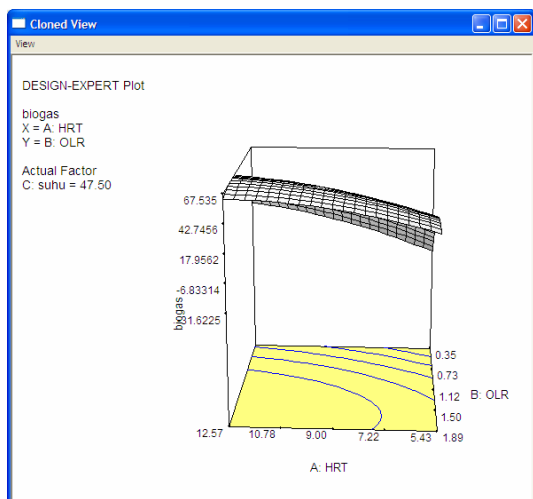 Cloned View
View
DESIGN-EXPERT Plot
biogas
X = A: HRT
Y = B: OLR
Actual Factor
C: suhu = 47.50
67.535
42.7456
17.9562
-6.83314
-31.6225
biogas
0.35
0.73
1.12
1.50
1.89
B: OLR
12.57 10.78 9.00 7.22 5.43
A: HRT